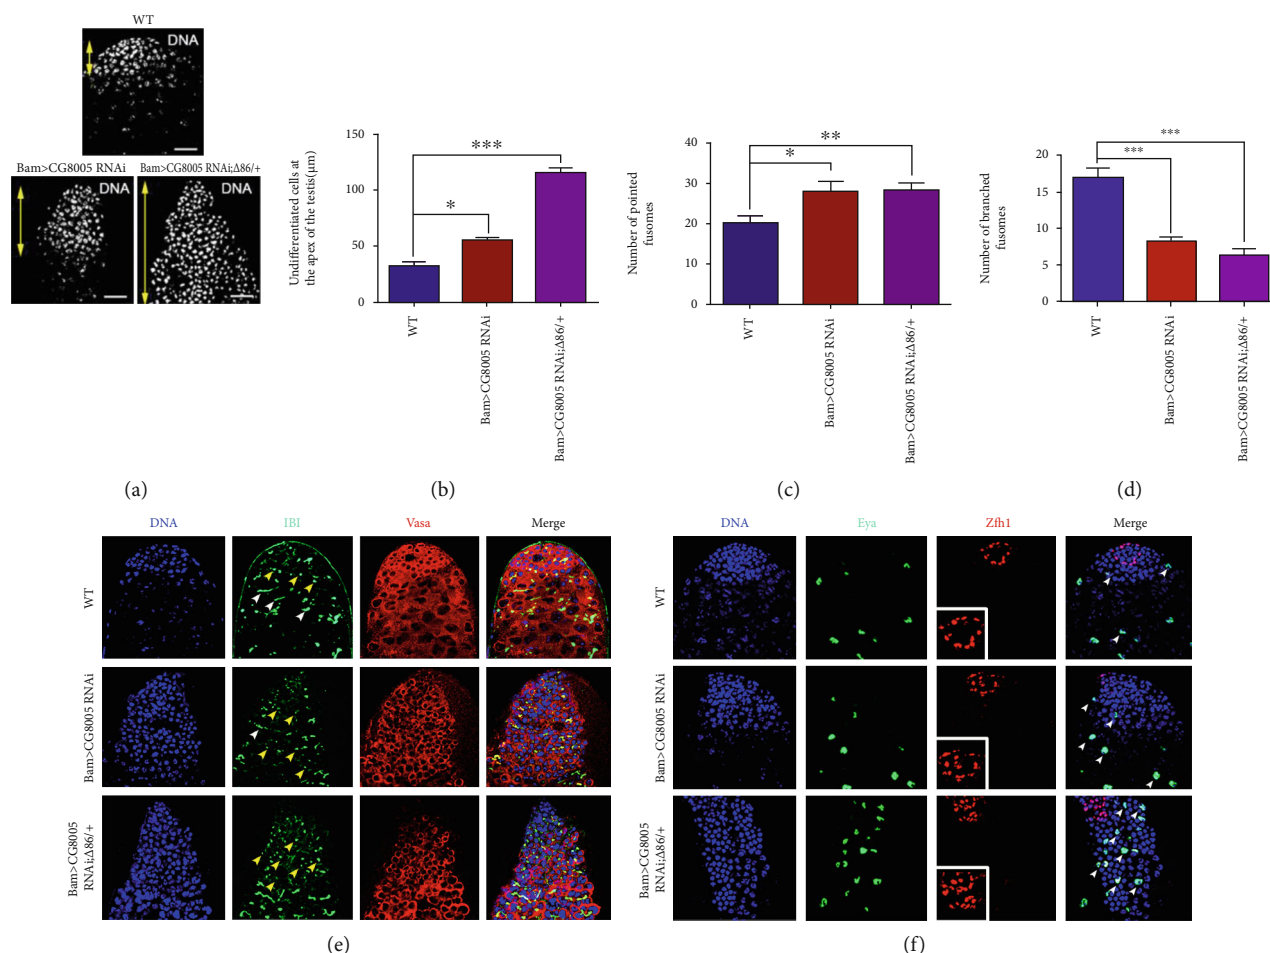 WT
DNA
Bam>CG8005 RNAi
Bam>CG8005 RNAi;Δ86/+
DNA
DNA
(a)
Undifferentiated cells at
the apex of the testis(μm)
150
100
50
0
***
*
WT
Bam>CG8005 RNAi
Bam>CG8005 RNAi;Δ86/+
(b)
Number of pointed
fusomes
40
30
20
10
0
**
*
WT
Bam>CG8005 RNAi
Bam>CG8005 RNAi;Δ86/+
(c)
Number of branched
fusomes
20
15
10
5
0
***
***
WT
Bam>CG8005 RNAi
Bam>CG8005 RNAi;Δ86/+
(d)
DNA
IBI
Vasa
Merge
WT
Bam>CG8005 RNAi
Bam>CG8005
RNAi;Δ86/+
(e)
DNA
Eya
Zfh1
Merge
WT
Bam>CG8005 RNAi
Bam>CG8005
RNAi;Δ86/+
(f)